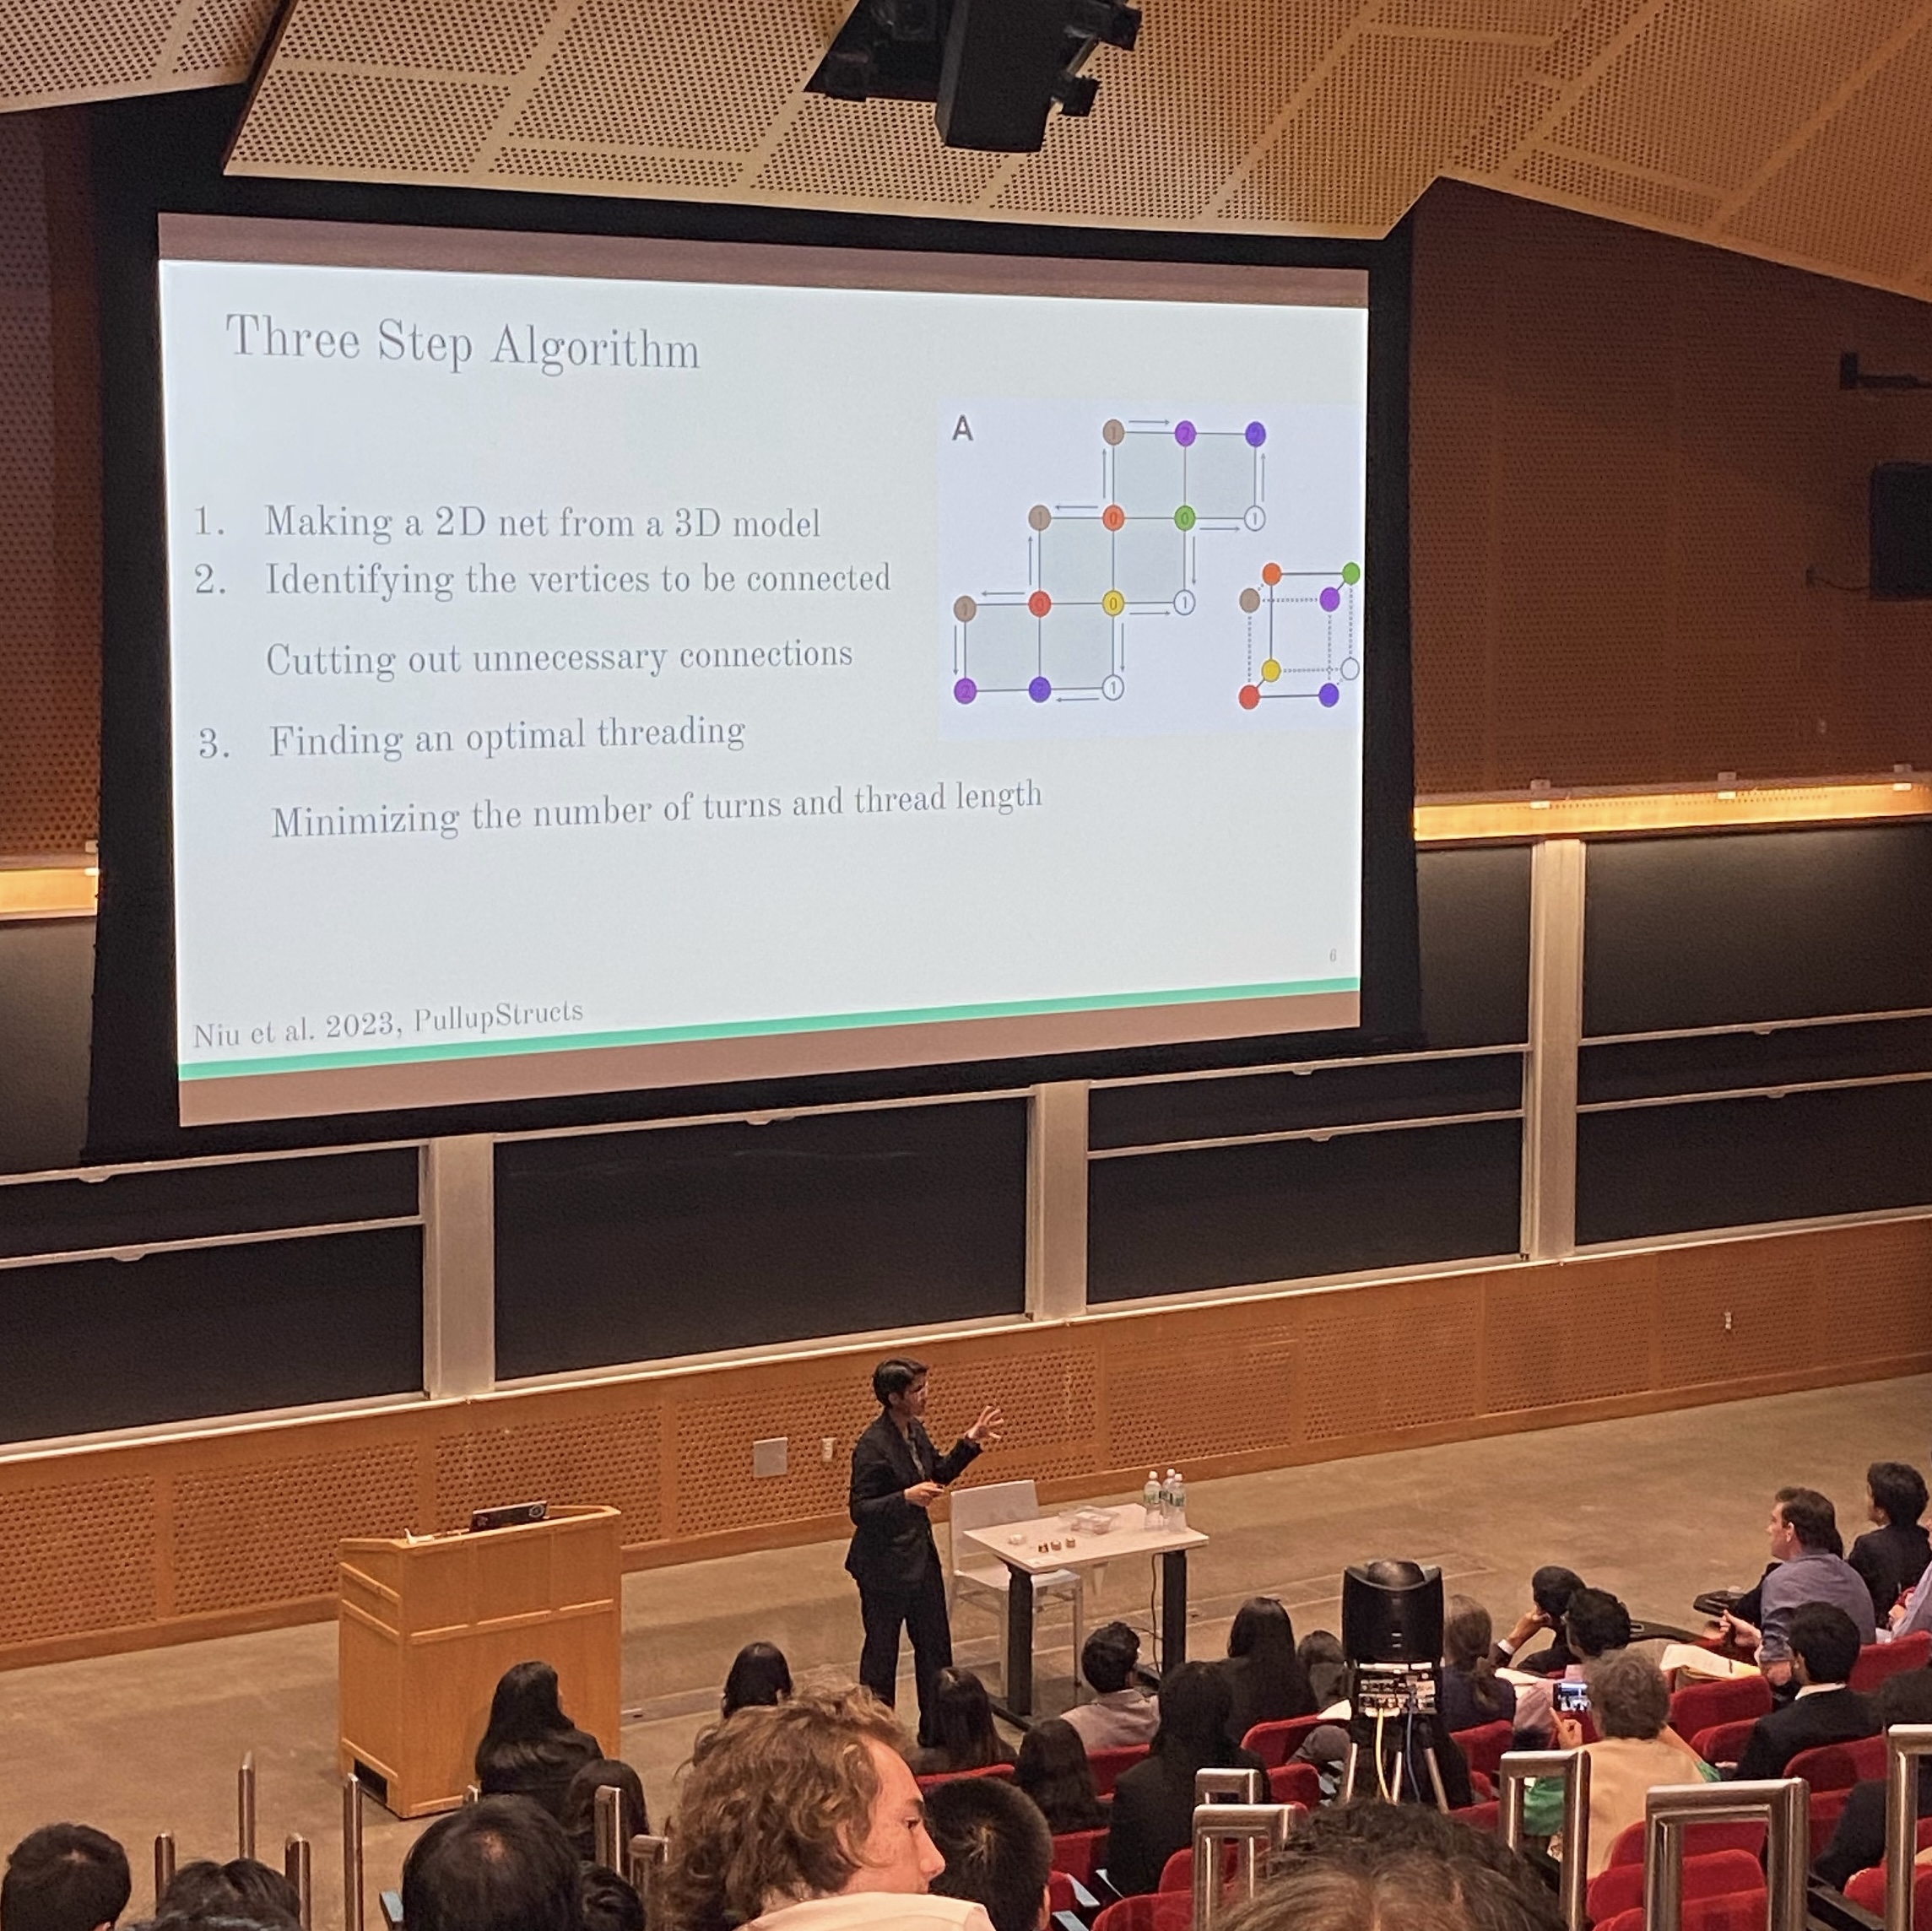 Three Step Algorithm
A
1. Making a 2D net from a 3D model
2. Identifying the vertices to be connected
Cutting out unnecessary connections
3. Finding an optimal threading
Minimizing the number of turns and thread length
1 2 2
1 0 0 1
1 0 0 1
2 2 1
6
Niu et al. 2023, PullupStructs